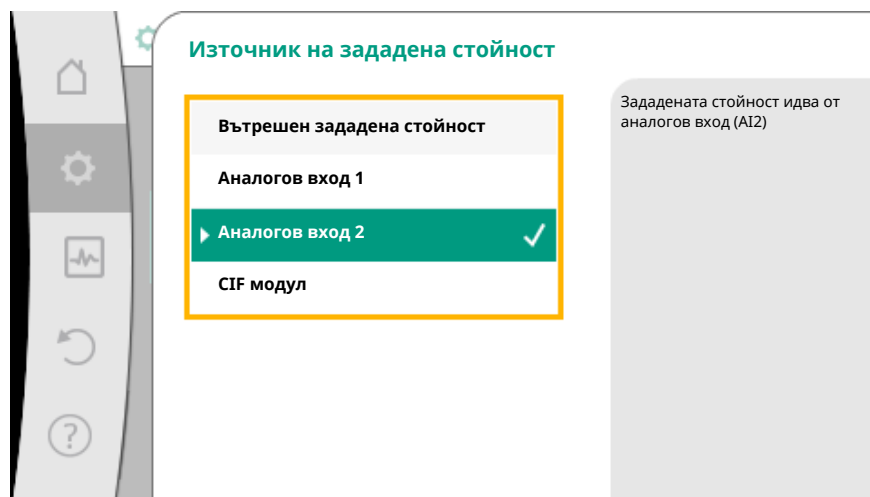 Източник на зададена стойност
Вътрешен зададена стойност
Аналогов вход 1
Аналогов вход 2
CIF модул
Зададената стойност идва от
аналогов вход (AI2)